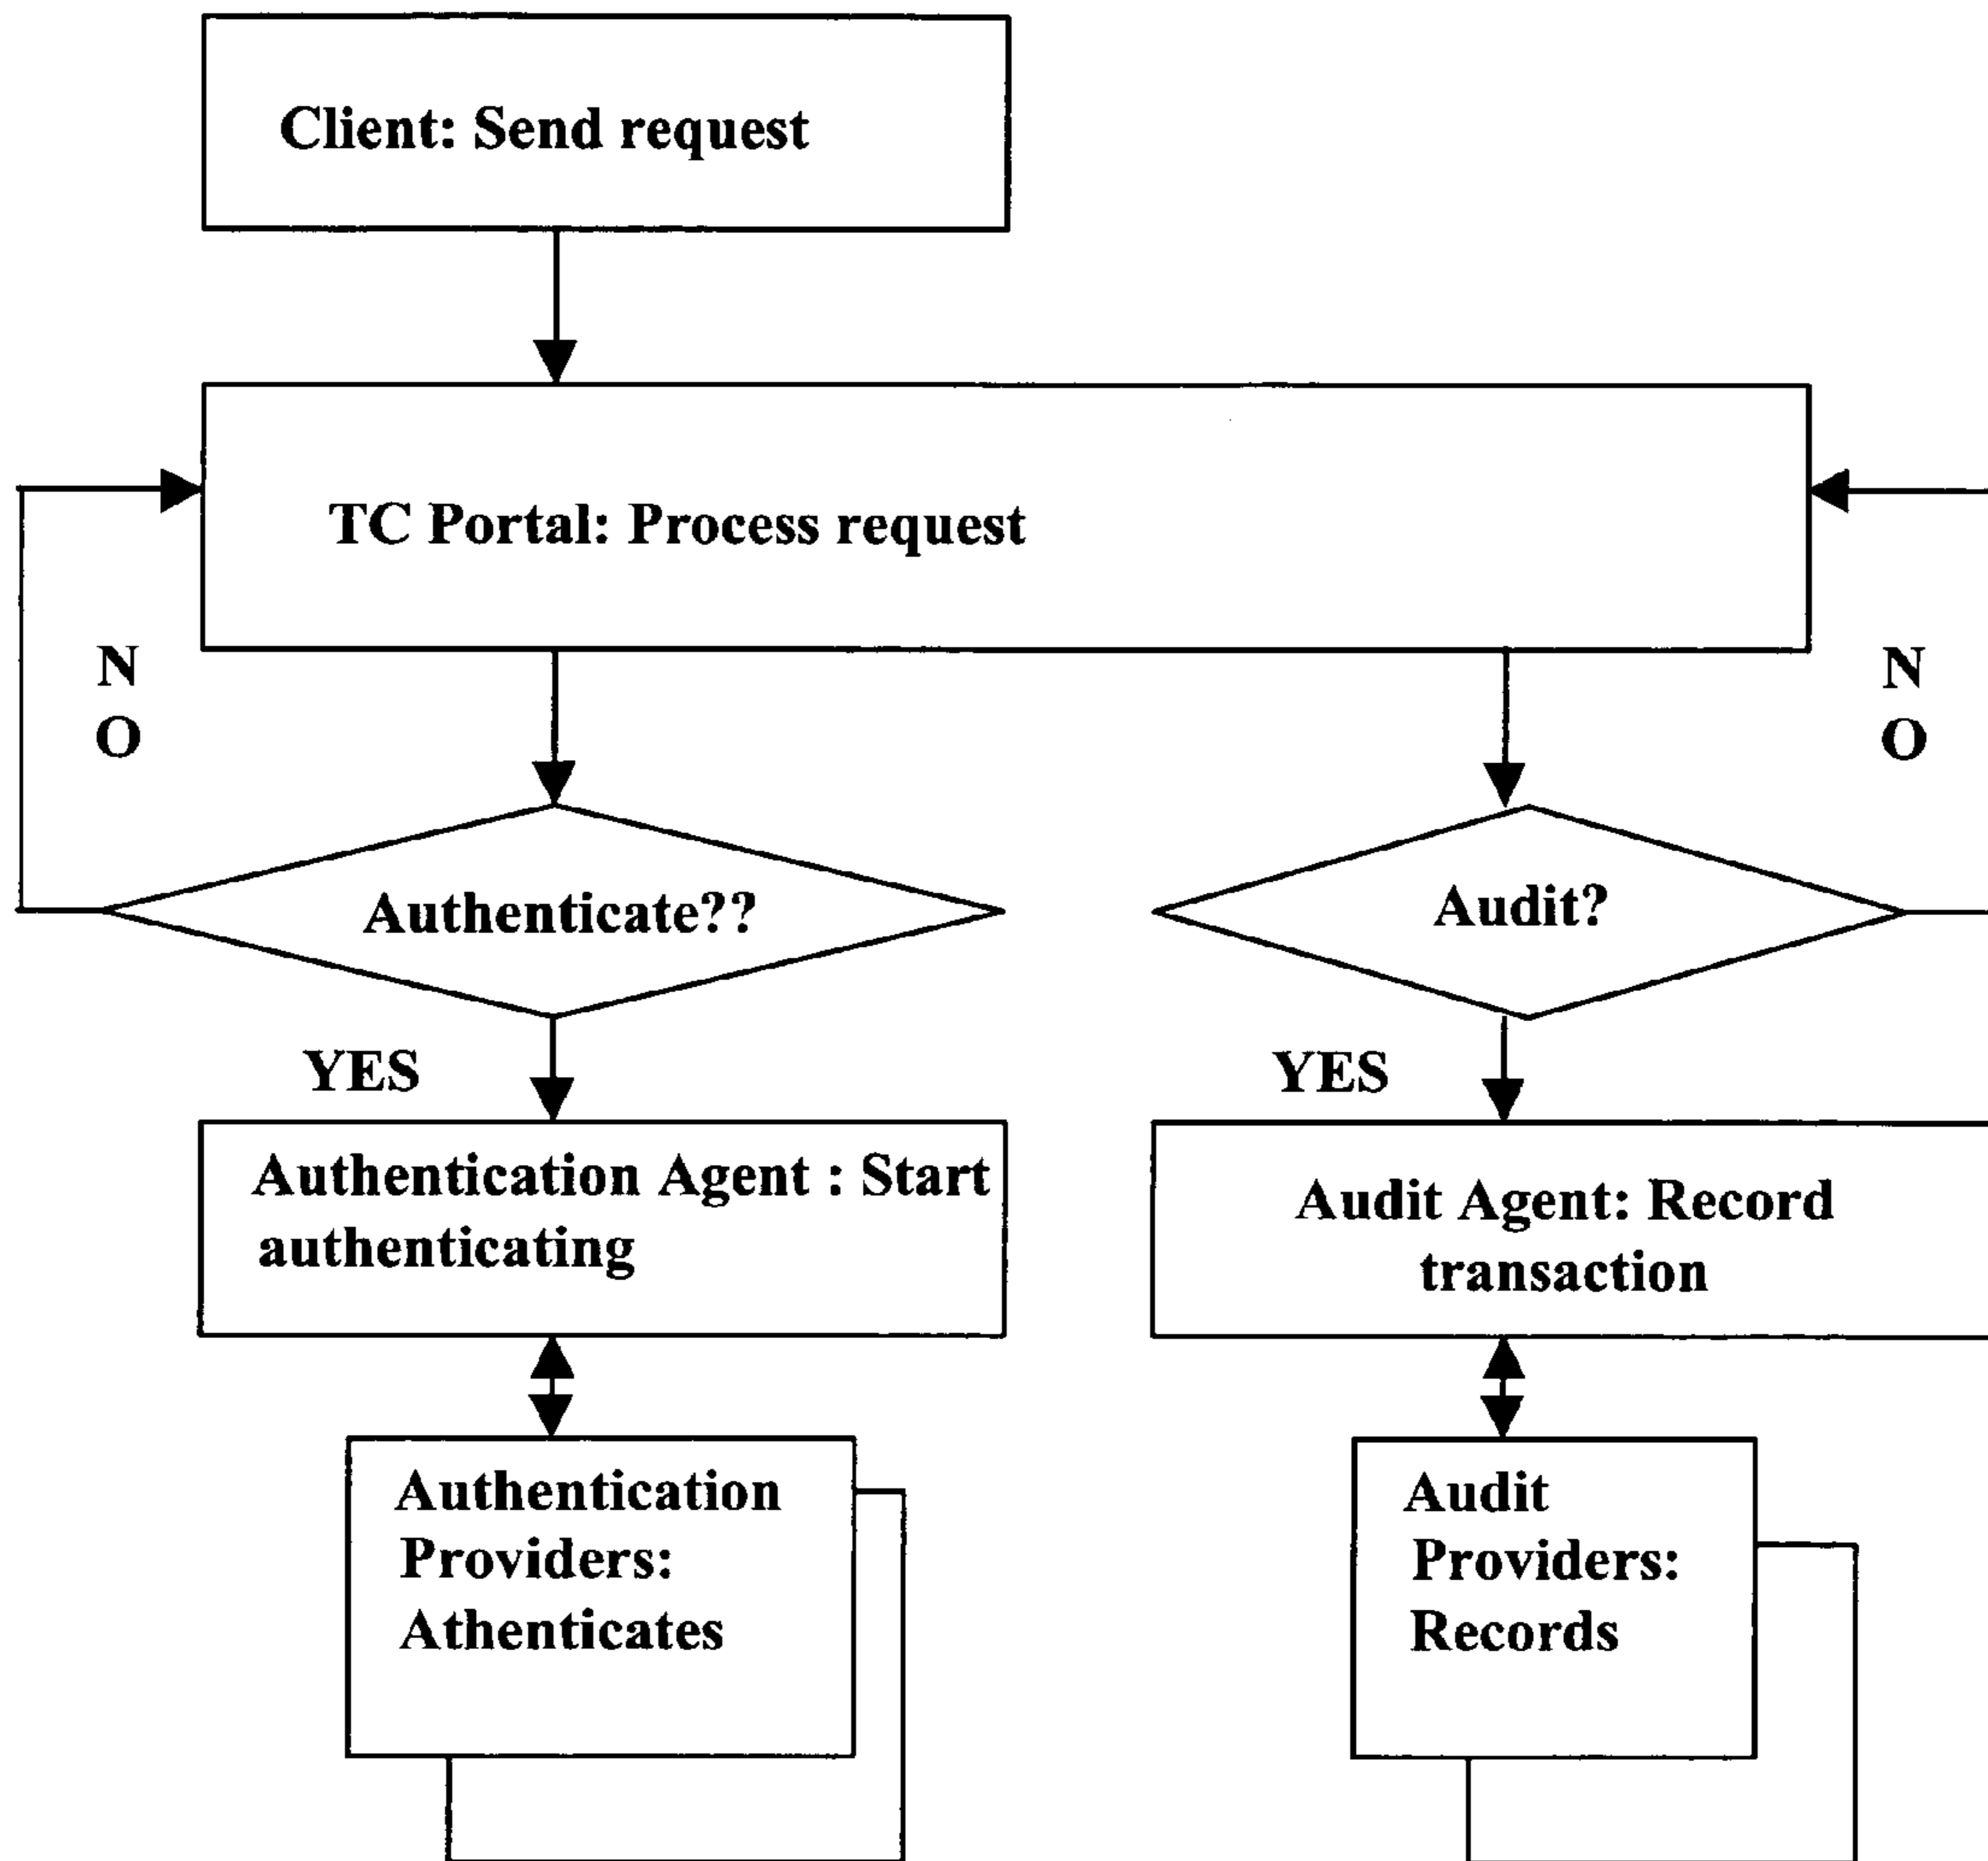 Client: Send request
TC Portal: Process request
N
O
N
O
Authenticate??
Audit?
YES
YES
Authentication Agent : Start
authenticating
Audit Agent: Record
transaction
Authentication
Providers:
Athenticates
Audit
Providers:
Records